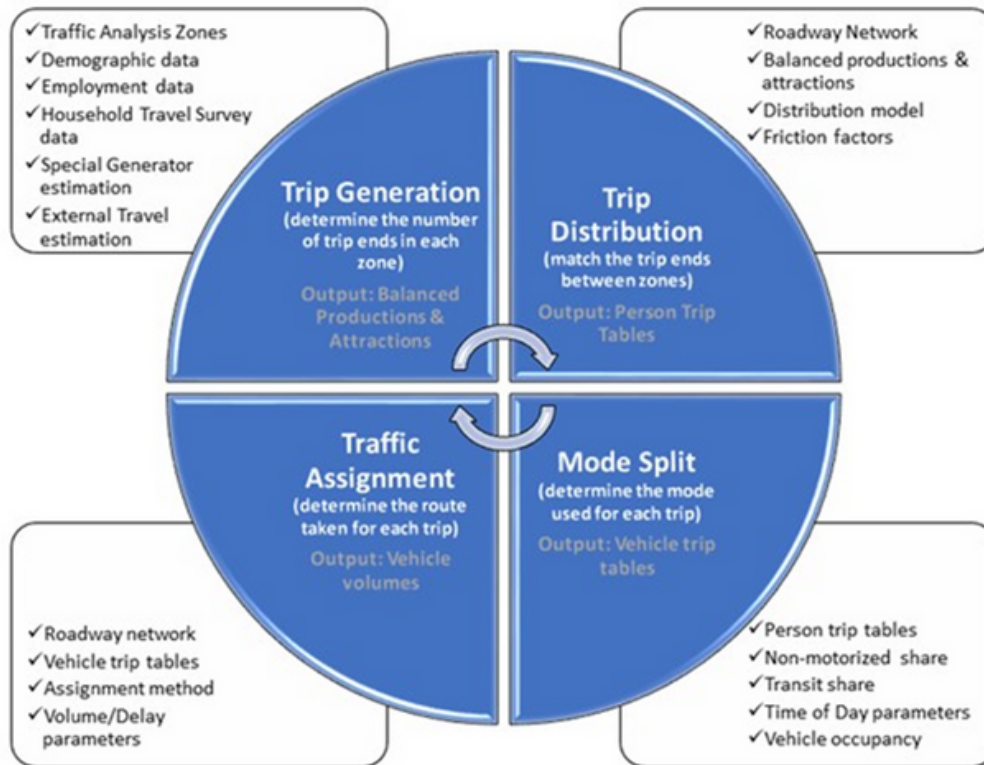 ✓Traffic Analysis Zones
✓Demographic data
✓Employment data
✓Household Travel Survey
data
✓Special Generator
estimation
✓External Travel
estimation
✓Roadway Network
✓Balanced productions &
attractions
✓Distribution model
✓Friction factors
Trip Generation
(determine the number
of trip ends in each
zone)
Output: Balanced
Productions &
Attractions
Trip
Distribution
(match the trip ends
between zones)
Output: Person Trip
Tables
Traffic
Assignment
(determine the route
taken for each trip)
Output: Vehicle
volumes
Mode Split
(determine the mode
used for each trip)
Output: Vehicle trip
tables
✓Roadway network
✓Vehicle trip tables
✓Assignment method
✓Volume/Delay
parameters
✓Person trip tables
✓Non-motorized share
✓Transit share
✓Time of Day parameters
✓Vehicle occupancy